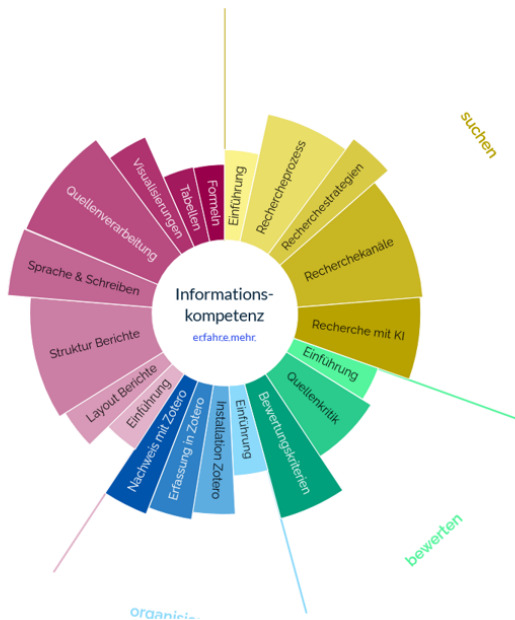 suchen
Einführung
Rechercheprozess
Recherchestrategien
Recherchekanäle
Recherche mit KI
bewerten
Einführung
Quellenkritik
Bewertungskriterien
Einführung
Installation Zotero
Erfassung in Zotero
Nachweis mit Zotero
Einführung
Layout Berichte
Struktur Berichte
Sprache & Schreiben
Quellenverarbeitung
Visualisierungen
Tabellen
Formeln
Informations-
kompetenz
erfahre.mehr.